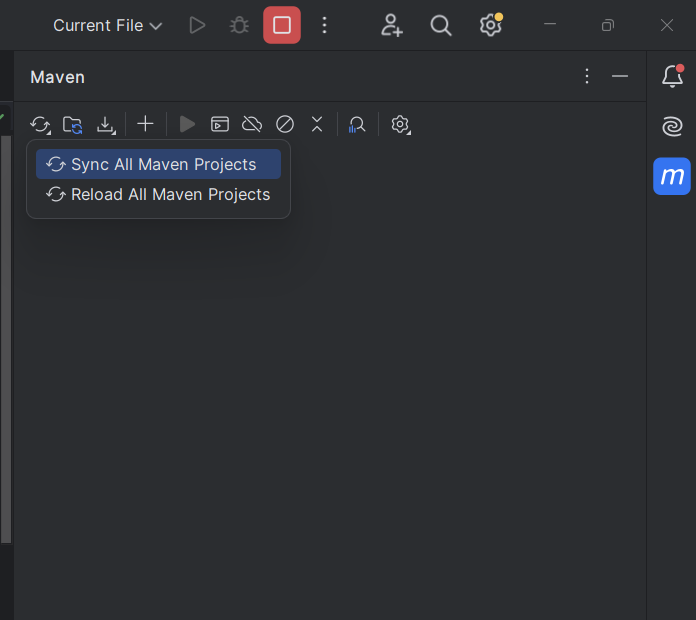 Current File
Maven
Sync All Maven Projects
Reload All Maven Projects
m